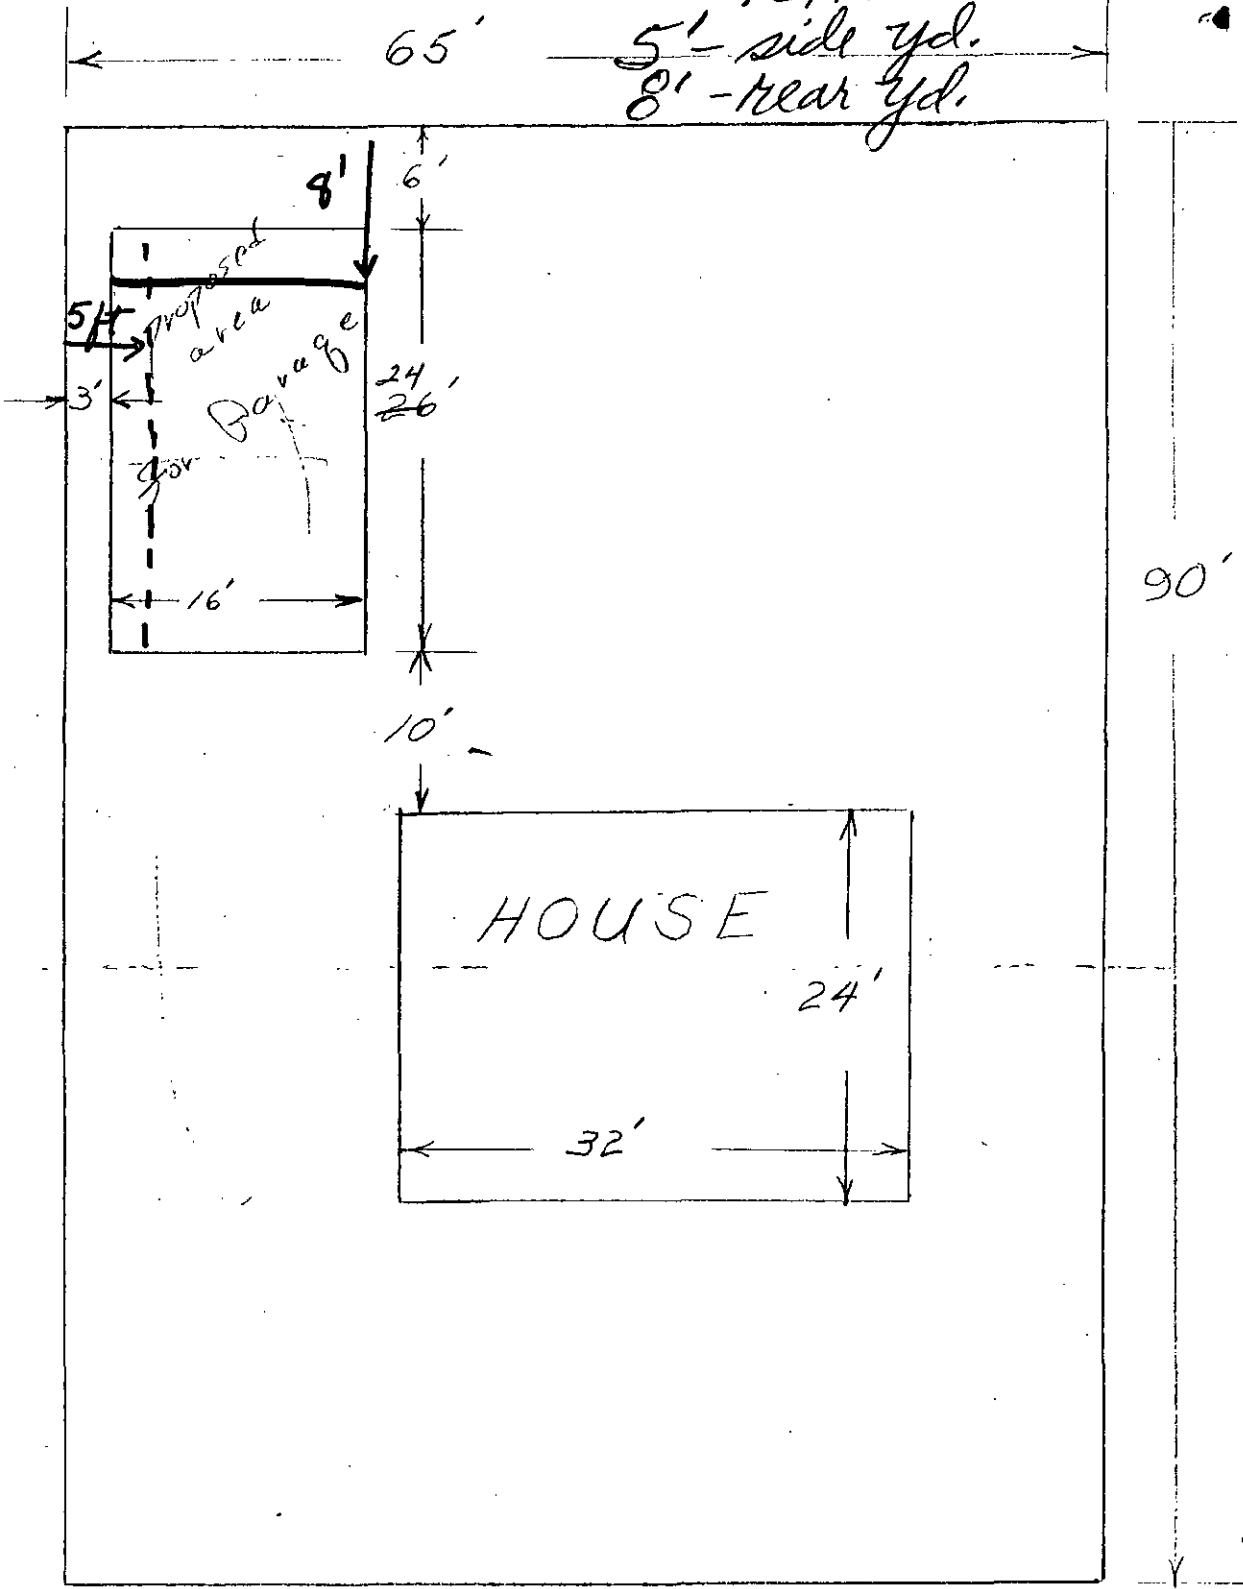 65'
5' - side yd.
8' - rear yd.
8'
6'
5 ft
Proposed
area
for Garage
3'
24
26'
16'
90'
10'
HOUSE
24'
32'